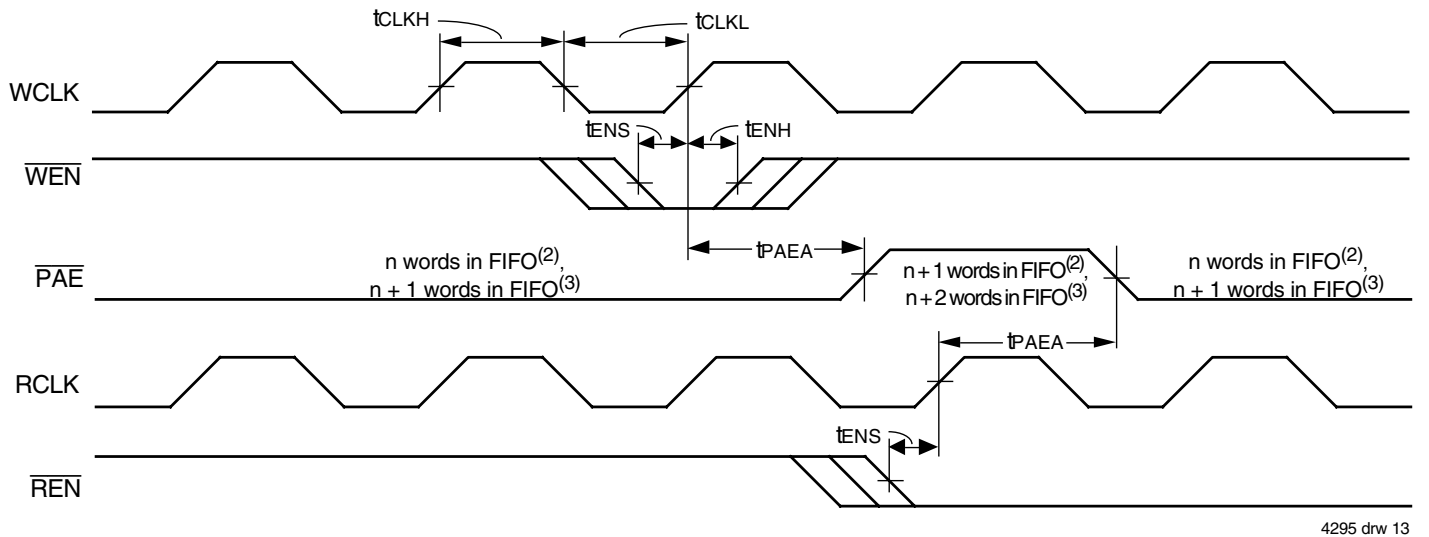 tCLKH
tCLKL
WCLK
tENS
tENH
WEN
tPAEA
PAE
n words in FIFO(2),
n + 1 words in FIFO(3)
n + 1 words in FIFO(2),
n + 2 words in FIFO(3)
n words in FIFO(2),
n + 1 words in FIFO(3)
tPAEA
RCLK
tENS
REN
4295 drw 13